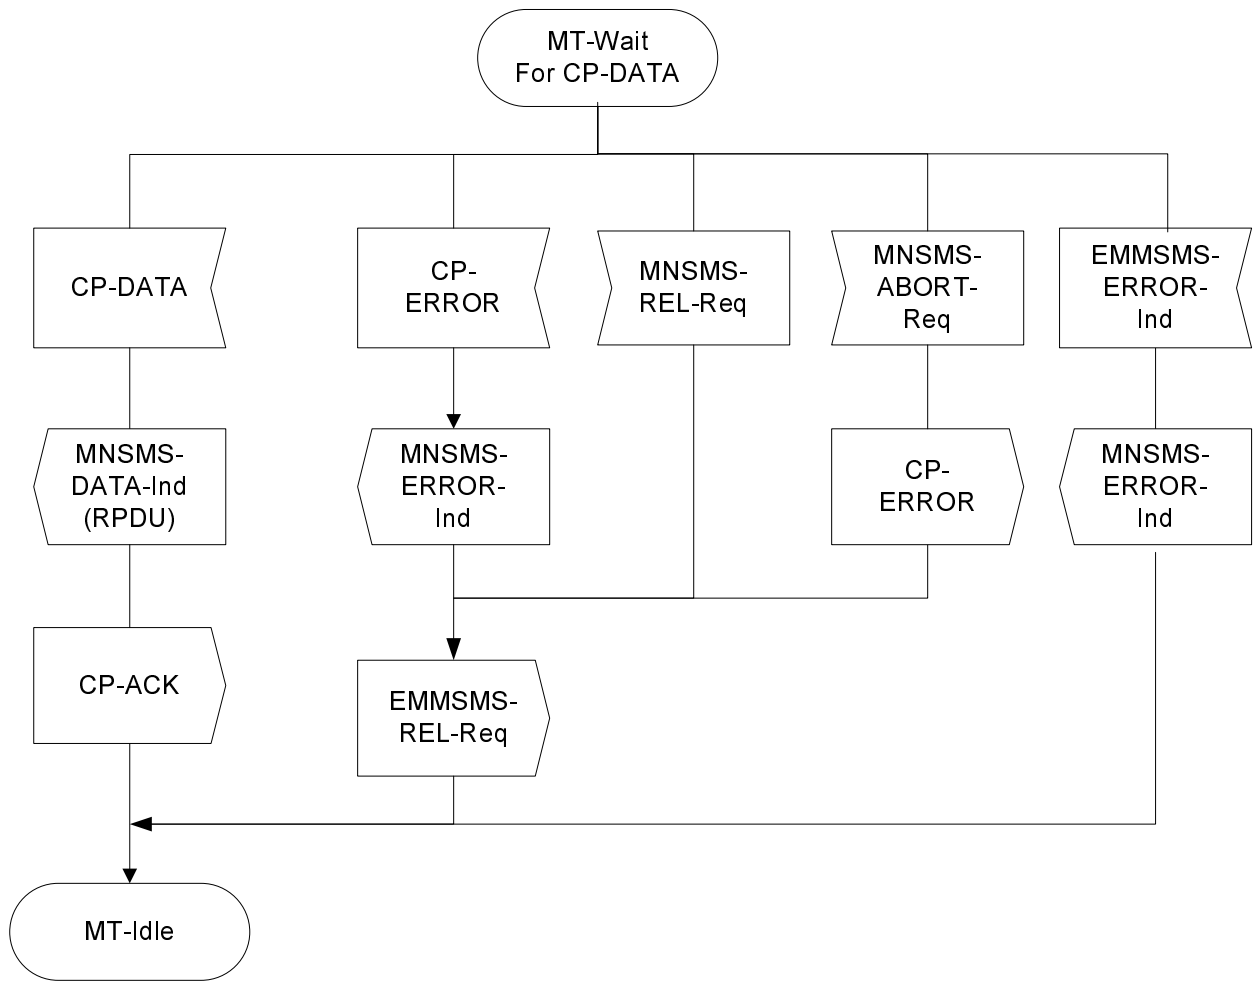 MT-Wait
For CP-DATA
CP-DATA
CP-
ERROR
MNSMS-
REL-Req
MNSMS-
ABORT-
Req
EMMSMS-
ERROR-
Ind
MNSMS-
DATA-Ind
(RPDU)
MNSMS-
ERROR-
Ind
CP-
ERROR
MNSMS-
ERROR-
Ind
CP-ACK
EMMSMS-
REL-Req
MT-Idle